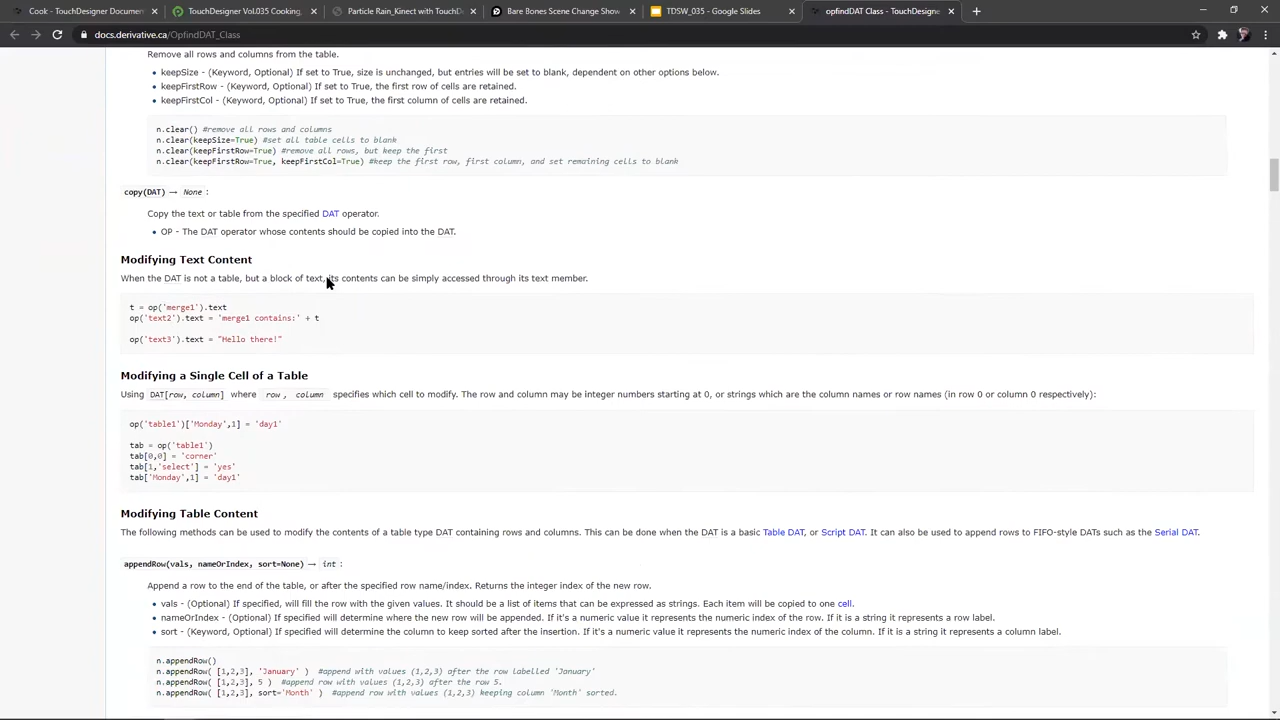 Cook - TouchDesigner Documen
TouchDesigner Vol.035 Cooking,
Particle Rain_Kinect with TouchD
Bare Bones Scene Change Show
TDSW_035 - Google Slides
opfindDAT Class - TouchDesigner
docs.derivative.ca/OpfindDAT_Class
Remove all rows and columns from the table.
• keepSize - (Keyword, Optional) If set to True, size is unchanged, but entries will be set to blank, dependent on other options below.
• keepFirstRow - (Keyword, Optional) If set to True, the first row of cells are retained.
• keepFirstCol - (Keyword, Optional) If set to True, the first column of cells are retained.
n.clear() #remove all rows and columns
n.clear(keepSize=True) #set all table cells to blank
n.clear(keepFirstRow=True) #remove all rows, but keep the first
n.clear(keepFirstRow=True, keepFirstCol=True) #keep the first row, first column, and set remaining cells to blank
copy(DAT) → None :
Copy the text or table from the specified DAT operator.
• OP - The DAT operator whose contents should be copied into the DAT.
Modifying Text Content
When the DAT is not a table, but a block of text, its contents can be simply accessed through its text member.
t = op('merge1').text
op('text2').text = 'merge1 contains:' + t
op('text3').text = "Hello there!"
Modifying a Single Cell of a Table
Using DAT[row, column] where row , column specifies which cell to modify. The row and column may be integer numbers starting at 0, or strings which are the column names or row names (in row 0 or column 0 respectively):
op('table1')['Monday',1] = 'day1'
tab = op('table1')
tab[0,0] = 'corner'
tab[1,'select'] = 'yes'
tab['Monday',1] = 'day1'
Modifying Table Content
The following methods can be used to modify the contents of a table type DAT containing rows and columns. This can be done when the DAT is a basic Table DAT, or Script DAT. It can also be used to append rows to FIFO-style DATs such as the Serial DAT.
appendRow(vals, nameOrIndex, sort=None) → int :
Append a row to the end of the table, or after the specified row name/index. Returns the integer index of the new row.
• vals - (Optional) If specified, will fill the row with the given values. It should be a list of items that can be expressed as strings. Each item will be copied to one cell.
• nameOrIndex - (Optional) If specified will determine where the new row will be appended. If it's a numeric value it represents the numeric index of the row. If it is a string it represents a row label.
• sort - (Keyword, Optional) If specified will determine the column to keep sorted after the insertion. If it's a numeric value it represents the numeric index of the column. If it is a string it represents a column label.
n.appendRow()
n.appendRow( [1,2,3], 'January' ) #append with values (1,2,3) after the row labelled 'January'
n.appendRow( [1,2,3], 5 ) #append row with values (1,2,3) after the row 5.
n.appendRow( [1,2,3], sort='Month' ) #append row with values (1,2,3) keeping column 'Month' sorted.